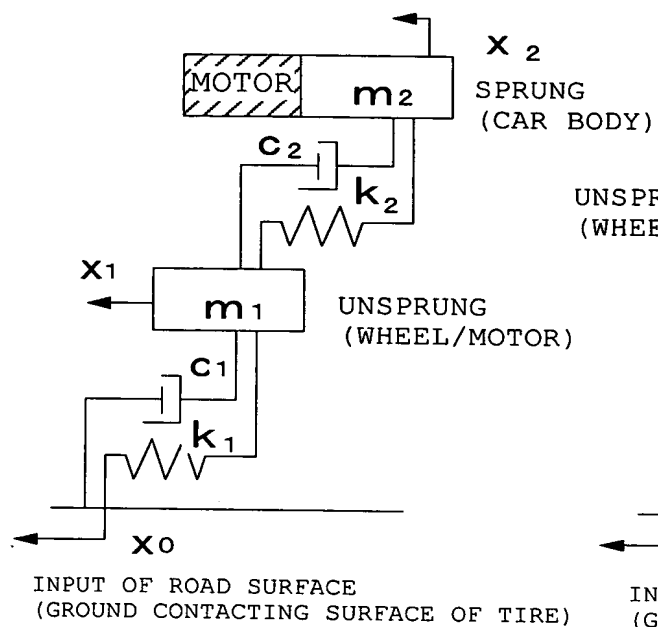 x2
MOTOR
m2
SPRUNG
(CAR BODY)
c2
k2
UNSPR
(WHEE
x1
m1
UNSPRUNG
(WHEEL/MOTOR)
c1
k1
x0
INPUT OF ROAD SURFACE
(GROUND CONTACTING SURFACE OF TIRE)
IN
(G